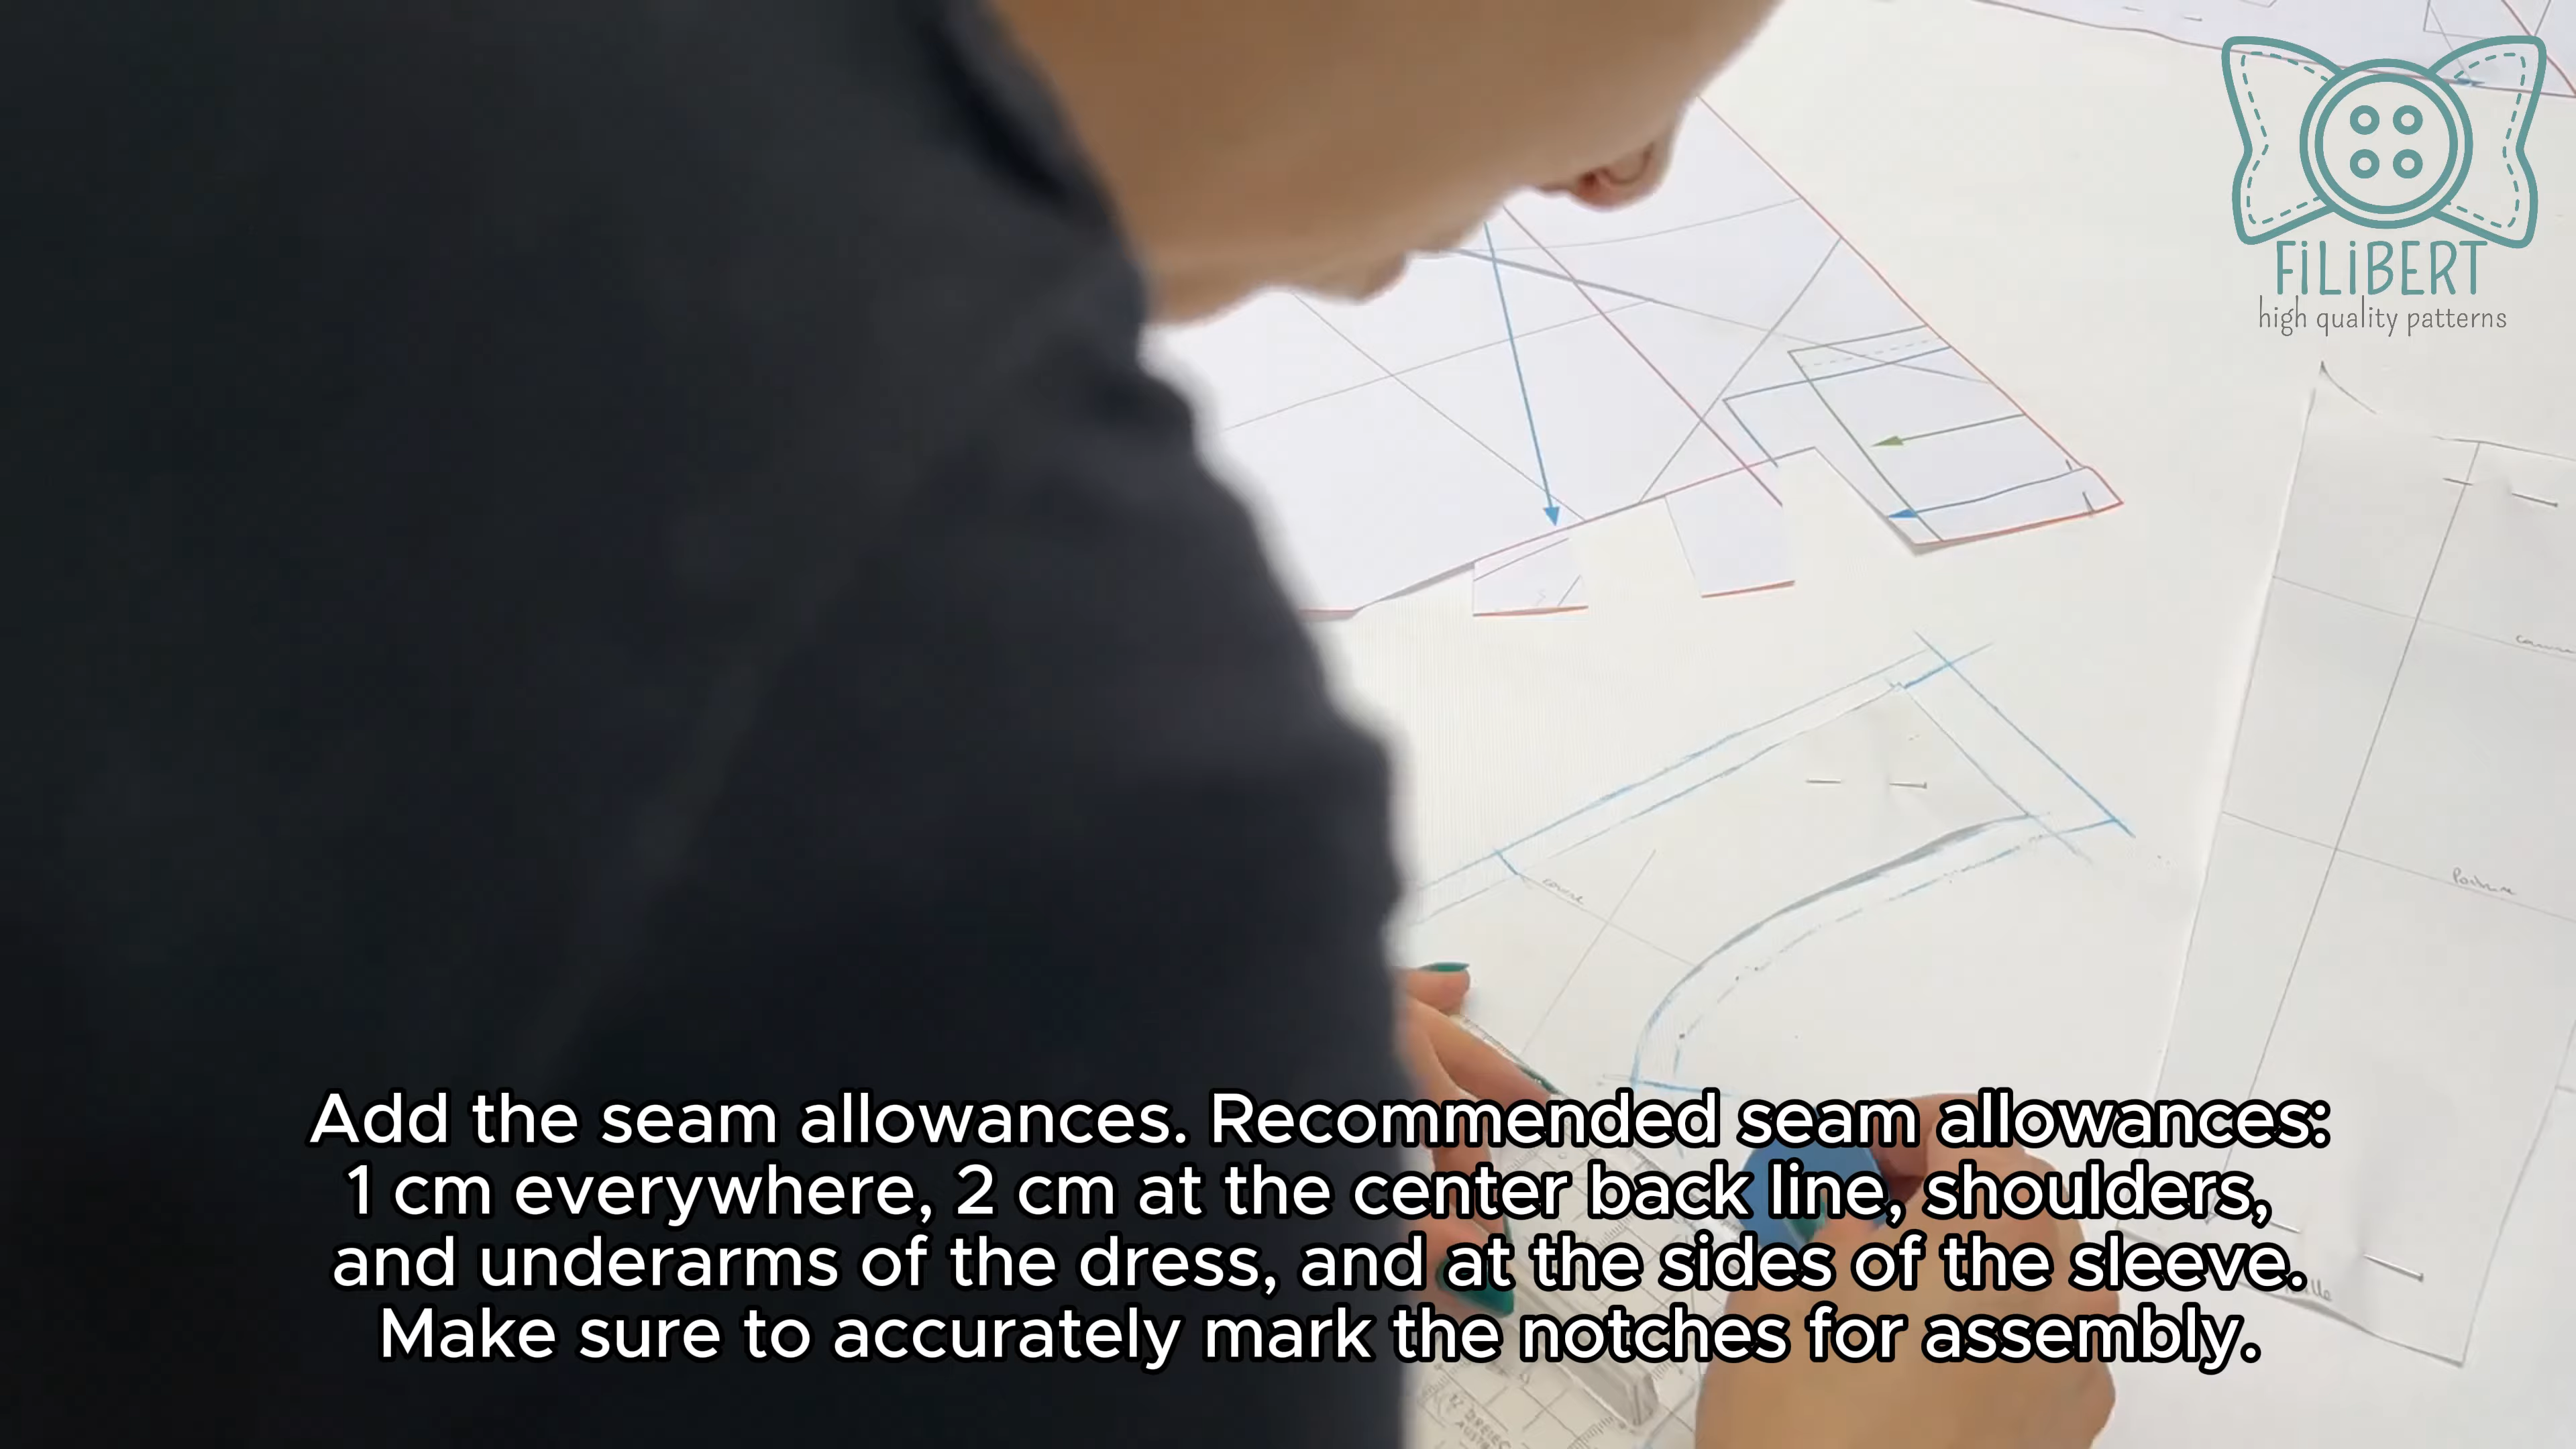 FiLiBERT
high quality patterns
Add the seam allowances. Recommended seam allowances:
1 cm everywhere, 2 cm at the center back line, shoulders,
and underarms of the dress, and at the sides of the sleeve.
Make sure to accurately mark the notches for assembly.